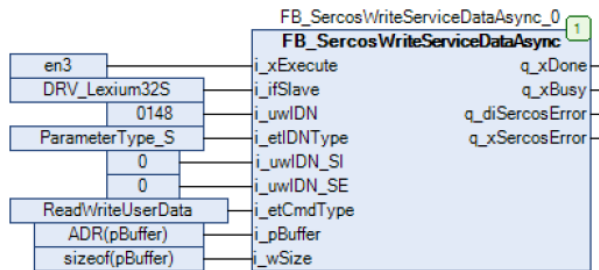 FB_SercosWriteServiceDataAsync_0
1
FB_SercosWriteServiceDataAsync
en3 i_xExecute q_xDone
DRV_Lexium32S i_ifSlave q_xBusy
0148 i_uwIDN q_diSercosError
ParameterType_S i_etIDNType q_xSercosError
0 i_uwIDN_SI
0 i_uwIDN_SE
ReadWriteUserData i_etCmdType
ADR(pBuffer) i_pBuffer
sizeof(pBuffer) i_wSize